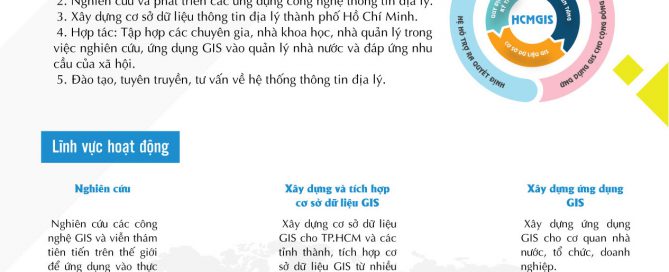 2. Nghiên cứu và phát triển các ứng dụng công nghệ thông tin địa lý.
3. Xây dựng cơ sở dữ liệu thông tin địa lý thành phố Hồ Chí Minh.
4. Hợp tác: Tập hợp các chuyên gia, nhà khoa học, nhà quản lý trong
việc nghiên cứu, ứng dụng GIS vào quản lý nhà nước và đáp ứng nhu
cầu của xã hội.
5. Đào tạo, tuyên truyền, tư vấn về hệ thống thông tin địa lý.
HCMGIS
CƠ SỞ DỮ LIỆU GIS
HỆ HỖ TRỢ RA QUYẾT ĐỊNH
ỨNG DỤNG GIS CHO CỘNG ĐỒNG
Lĩnh vực hoạt động
Nghiên cứu
Nghiên cứu các công
nghệ GIS và viễn thám
tiên tiến trên thế giới
để ứng dụng vào thực
Xây dựng và tích hợp
cơ sở dữ liệu GIS
Xây dựng cơ sở dữ liệu
GIS cho TP.HCM và các
tỉnh thành, tích hợp cơ
sở dữ liệu GIS từ nhiều
Xây dựng ứng dụng
GIS
Xây dựng ứng dụng
GIS cho cơ quan nhà
nước, tổ chức, doanh
nghiệp.